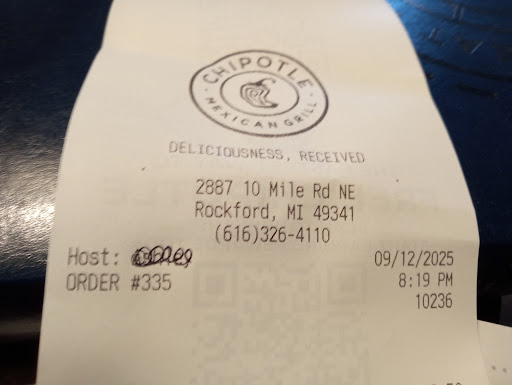 CHIPOTLE
MEXICAN GRILL
DELICIOUSNESS, RECEIVED
2887 10 Mile Rd NE
Rockford, MI 49341
(616)326-4110
Host:
09/12/2025
ORDER #335
8:19 PM
10236